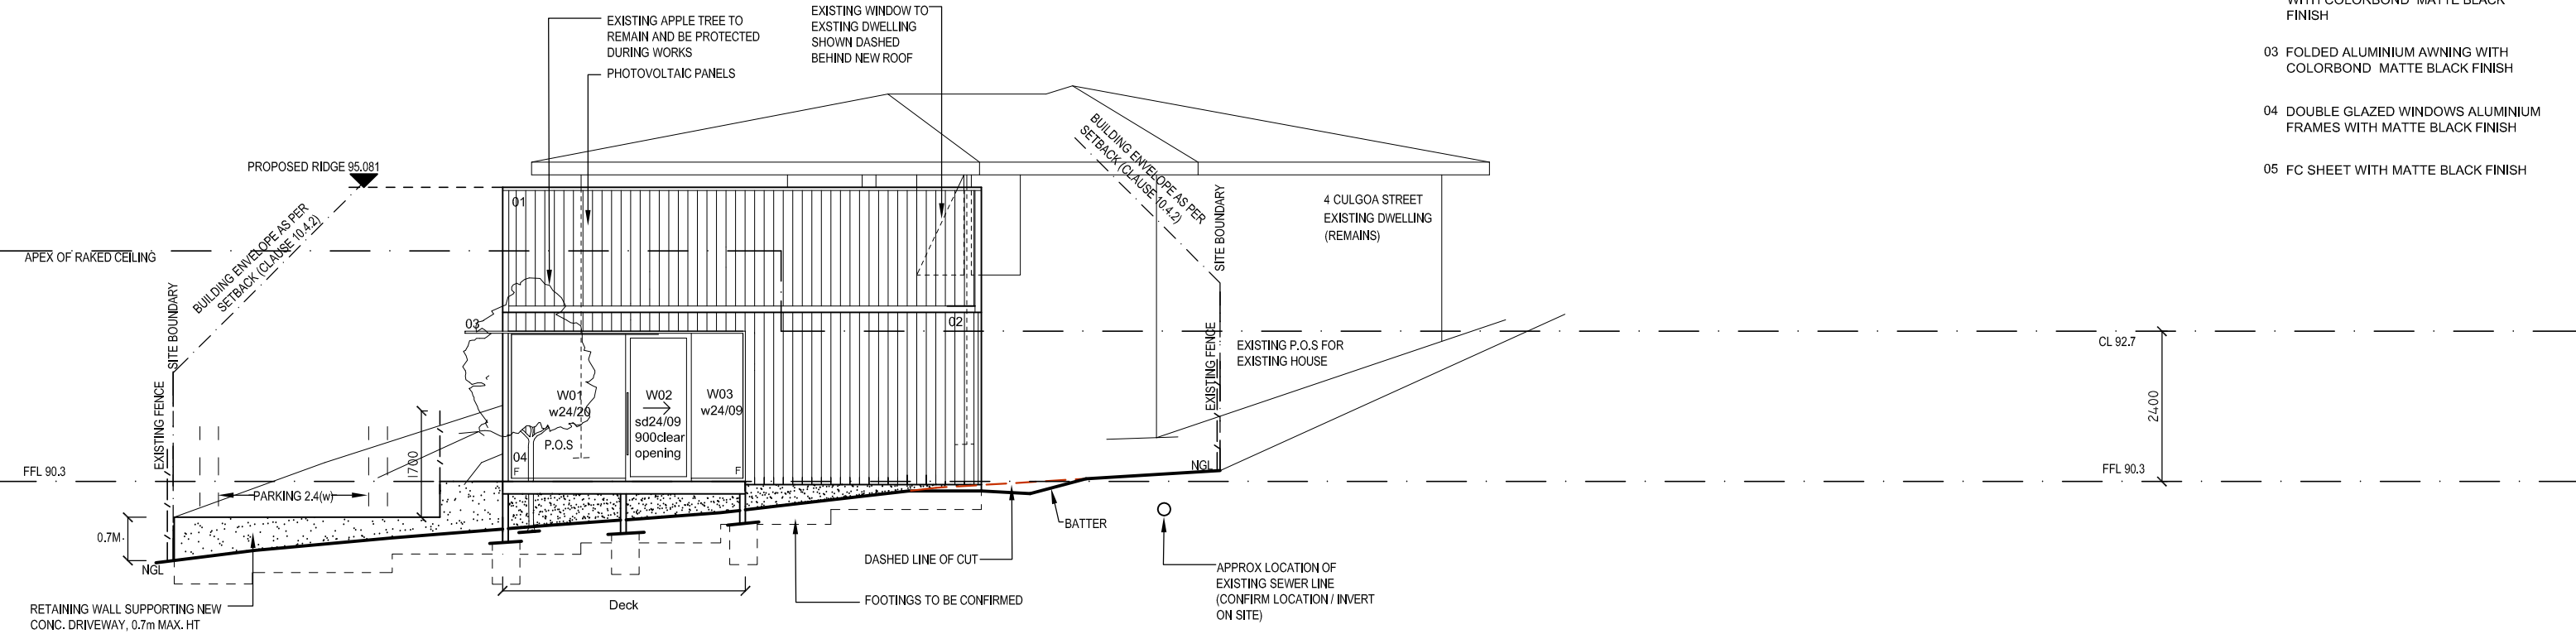 EXISTING APPLE TREE TO
REMAIN AND BE PROTECTED
DURING WORKS
PHOTOVOLTAIC PANELS
EXISTING WINDOW TO
EXSTING DWELLING
SHOWN DASHED
BEHIND NEW ROOF
WITH COLORBOND MATTE BLACK
FINISH
03 FOLDED ALUMINIUM AWNING WITH
COLORBOND MATTE BLACK FINISH
04 DOUBLE GLAZED WINDOWS ALUMINIUM
FRAMES WITH MATTE BLACK FINISH
05 FC SHEET WITH MATTE BLACK FINISH
PROPOSED RIDGE 95.081
BUILDING ENVELOPE AS PER
SETBACK (CLAUSE 10.4.2)
BUILDING ENVELOPE AS PER
SETBACK (CLAUSE 10.4.2)
4 CULGOA STREET
EXISTING DWELLING
(REMAINS)
APEX OF RAKED CEILING
SITE BOUNDARY
SITE BOUNDARY
01
02
03
EXISTING P.O.S FOR
EXISTING HOUSE
CL 92.7
EXISTING FENCE
EXISTING FENCE
W01
w24/20
W02
sd24/09
900clear
opening
W03
w24/09
P.O.S
04
F
F
2400
1700
FFL 90.3
FFL 90.3
NGL
PARKING 2.4(w)
0.7M
NGL
BATTER
DASHED LINE OF CUT
FOOTINGS TO BE CONFIRMED
Deck
APPROX LOCATION OF
EXISTING SEWER LINE
(CONFIRM LOCATION / INVERT
ON SITE)
RETAINING WALL SUPPORTING NEW
CONC. DRIVEWAY, 0.7m MAX. HT